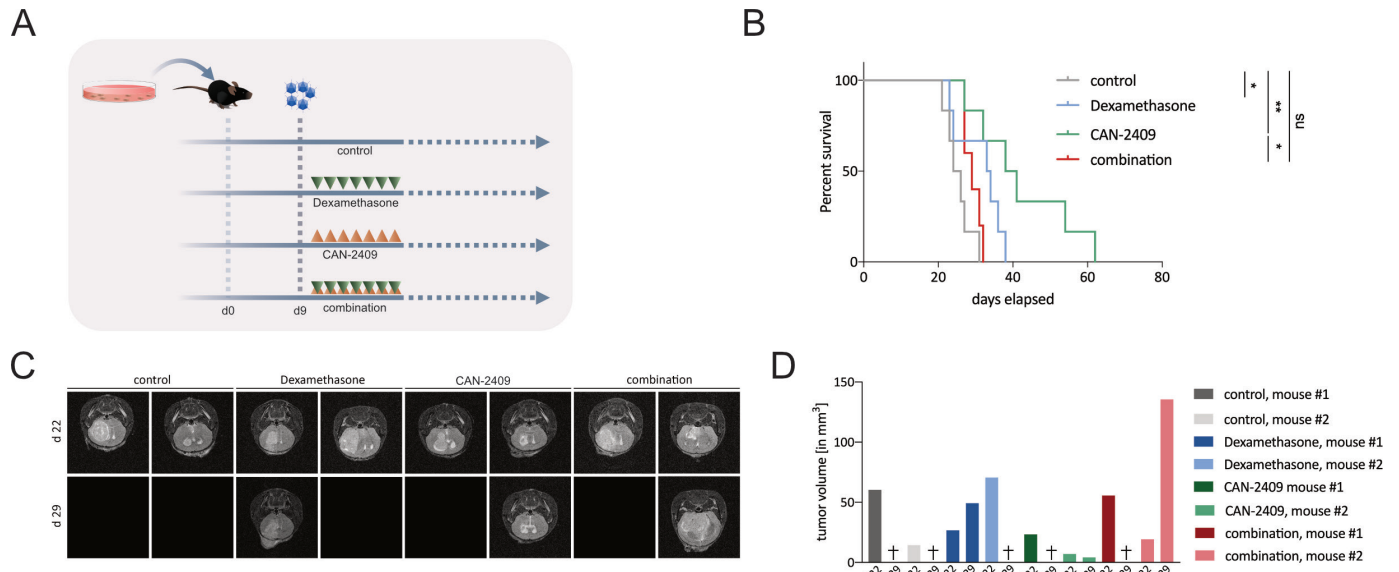 A
control
Dexamethasone
CAN-2409
combination
d0
d9
B
Percent survival
100
50
0
0
20
40
60
80
days elapsed
control
Dexamethasone
CAN-2409
combination
*
**
*
ns
C
control
Dexamethasone
CAN-2409
combination
d 22
d 29
D
tumor volume [in mm³]
150
100
50
0
† † † † †
control, mouse #1
control, mouse #2
Dexamethasone, mouse #1
Dexamethasone, mouse #2
CAN-2409 mouse #1
CAN-2409, mouse #2
combination, mouse #1
combination, mouse #2